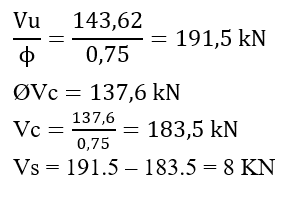 Vu/ϕ = 143,62/0,75 = 191,5 kN
ØVc = 137,6 kN
Vc = 137,6/0,75 = 183,5 kN
Vs = 191.5 – 183.5 = 8 KN